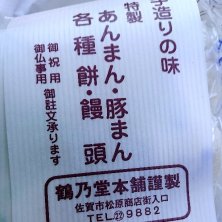 手造りの味
特製
あんまん・豚まん
各種餅・饅頭
御祝用
御仏事用
御註文承ります
鶴乃堂本舗謹製
佐賀市松原商店街入口
TEL㉒9882